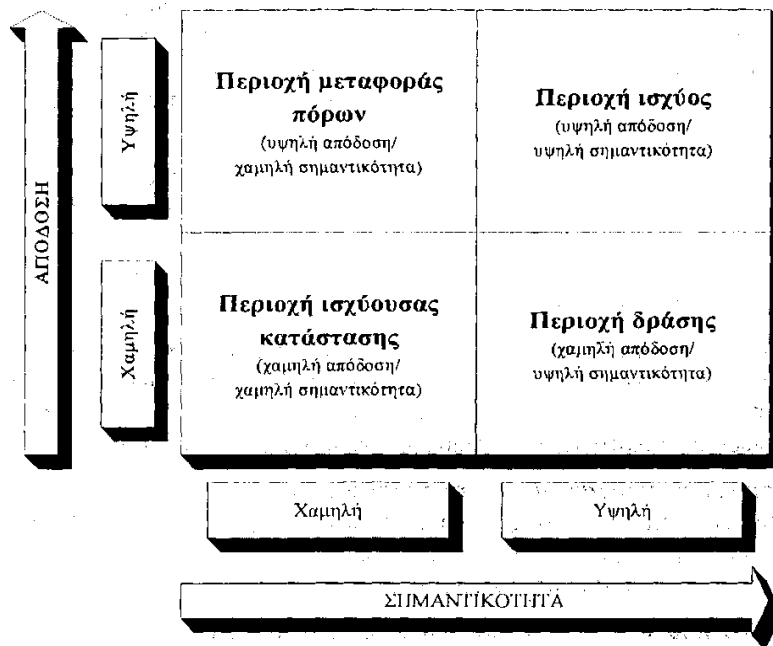 ΑΠΟΔΟΣΗ
Υψηλή
Περιοχή μεταφοράς
πόρων
(υψηλή απόδοση/
χαμηλή σημαντικότητα)
Περιοχή ισχύος
(υψηλή απόδοση/
υψηλή σημαντικότητα)
Χαμηλή
Περιοχή ισχύουσας
κατάστασης
(χαμηλή απόδοση/
χαμηλή σημαντικότητα)
Περιοχή δράσης
(χαμηλή απόδοση/
υψηλή σημαντικότητα)
Χαμηλή
Υψηλή
ΣΗΜΑΝΤΙΚΟΤΗΤΑ